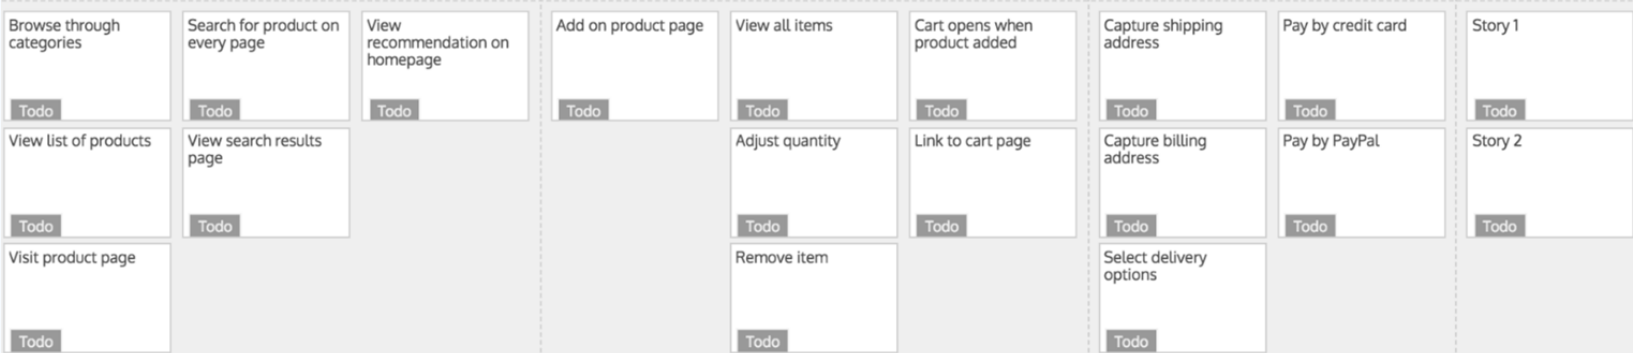 Browse through
categories
Todo
Search for product on
every page
Todo
View
recommendation on
homepage
Todo
Add on product page
Todo
View all items
Todo
Cart opens when
product added
Todo
Capture shipping
address
Todo
Pay by credit card
Todo
Story 1
Todo
View list of products
Todo
View search results
page
Todo
Adjust quantity
Todo
Link to cart page
Todo
Capture billing
address
Todo
Pay by PayPal
Todo
Story 2
Todo
Visit product page
Todo
Remove item
Todo
Select delivery
options
Todo